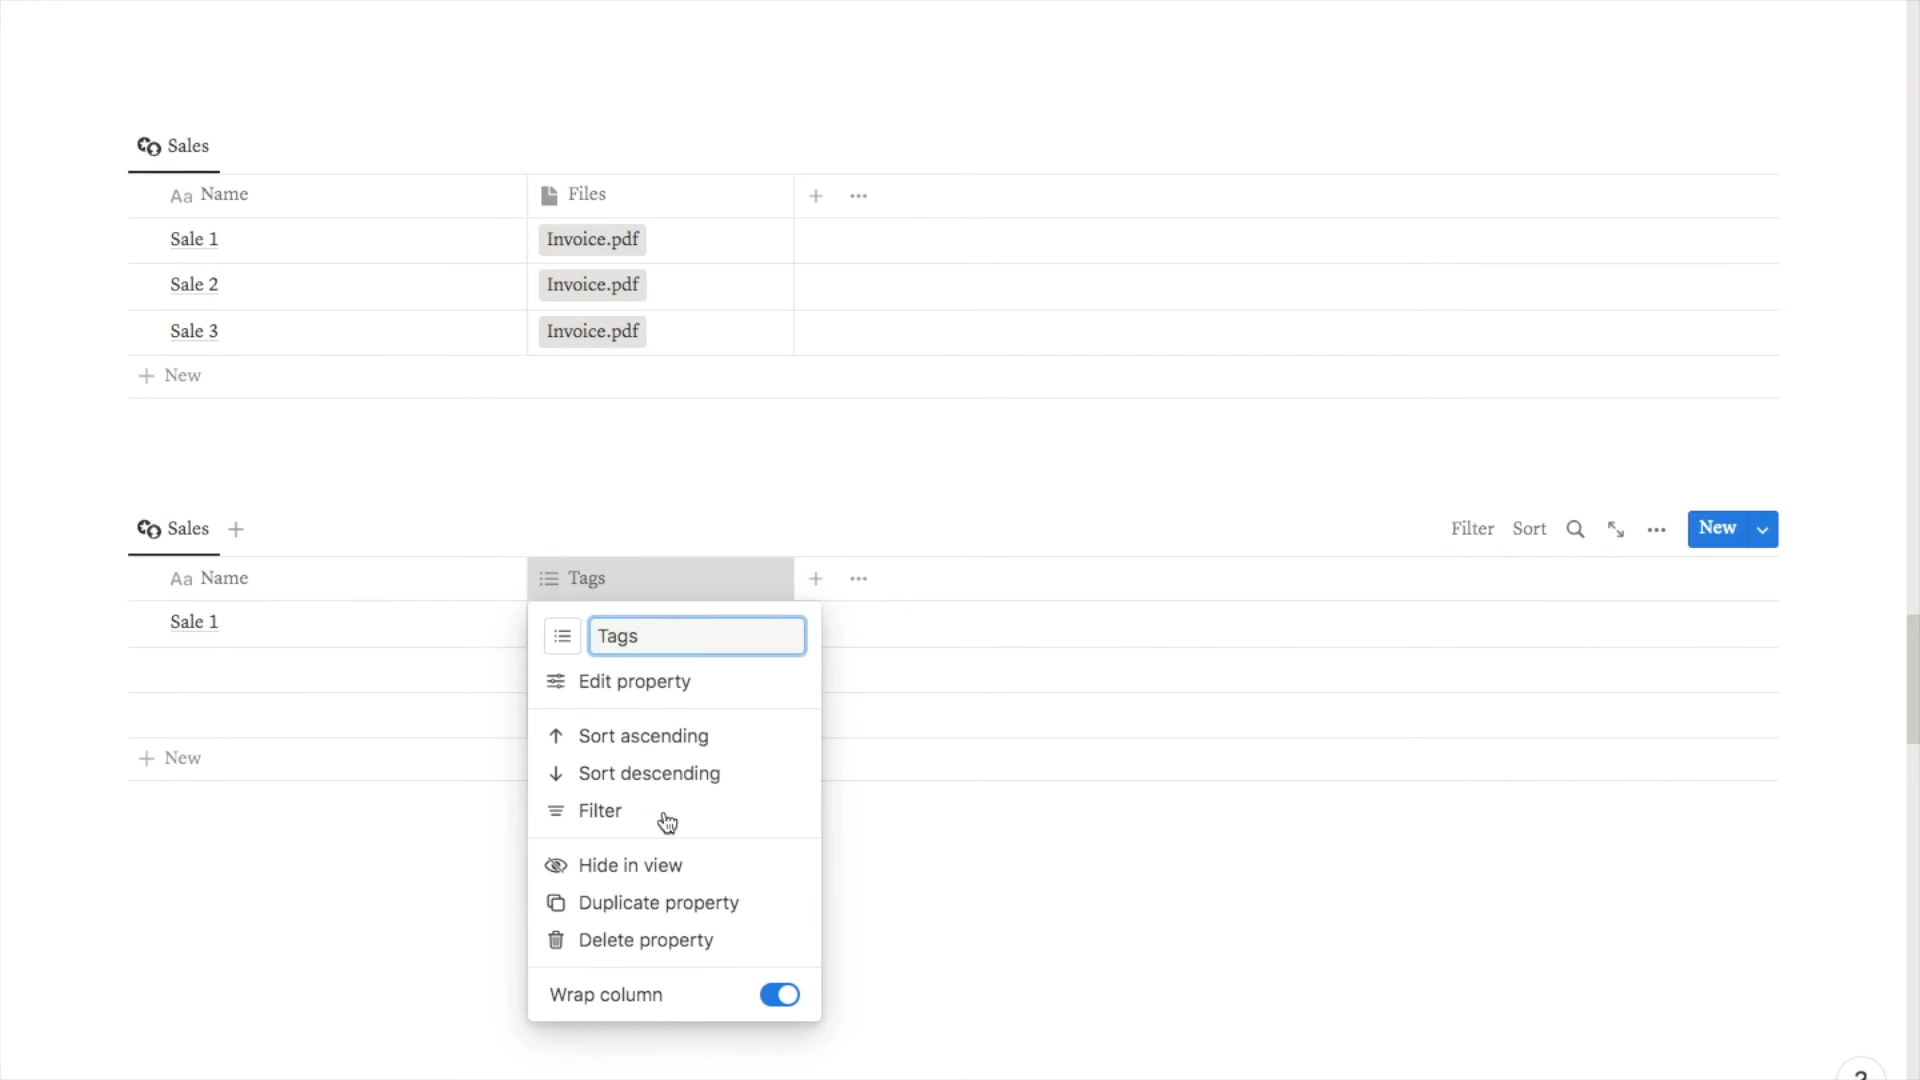 Sales
Aa Name Files
Sale 1 Invoice.pdf
Sale 2 Invoice.pdf
Sale 3 Invoice.pdf
+ New
Sales +
Filter Sort New
Aa Name Tags
Sale 1
Tags
Edit property
Sort ascending
Sort descending
Filter
+ New
Hide in view
Duplicate property
Delete property
Wrap column